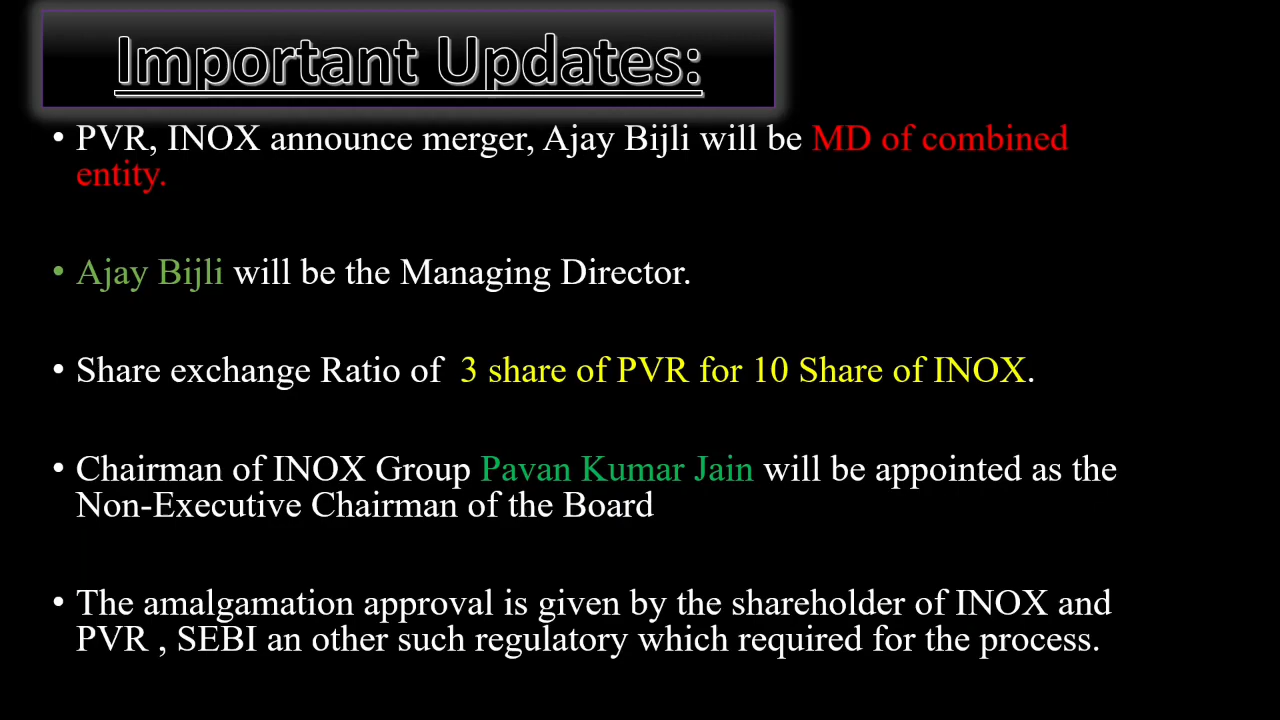 Important Updates:
• PVR, INOX announce merger, Ajay Bijli will be MD of combined
entity.
• Ajay Bijli will be the Managing Director.
• Share exchange Ratio of  3 share of PVR for 10 Share of INOX.
• Chairman of INOX Group Pavan Kumar Jain will be appointed as the
Non-Executive Chairman of the Board
• The amalgamation approval is given by the shareholder of INOX and
PVR , SEBI an other such regulatory which required for the process.